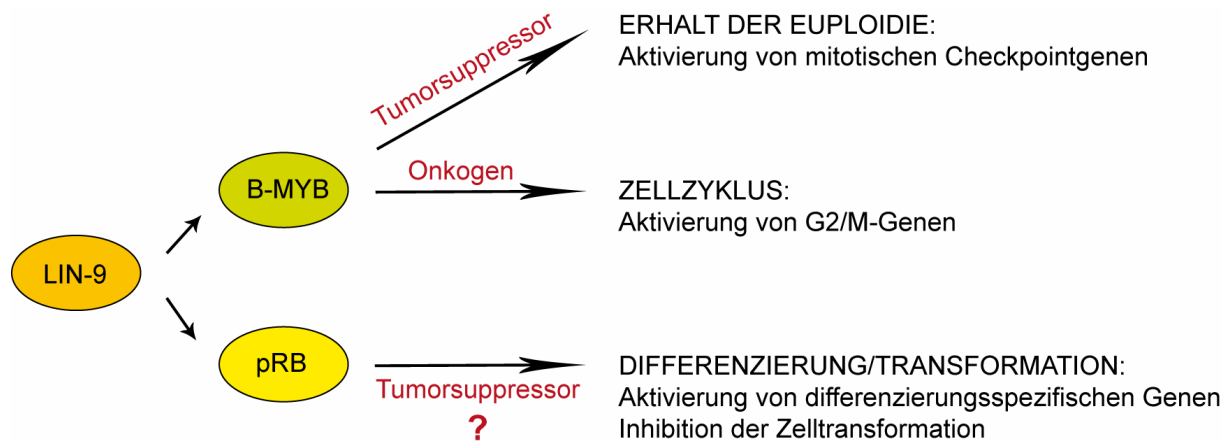 ERHALT DER EUPLOIDIE:
Aktivierung von mitotischen Checkpointgenen
Tumorsuppressor
B-MYB
Onkogen
ZELLZYKLUS:
Aktivierung von G2/M-Genen
LIN-9
pRB
Tumorsuppressor
?
DIFFERENZIERUNG/TRANSFORMATION:
Aktivierung von differenzierungsspezifischen Genen
Inhibition der Zelltransformation